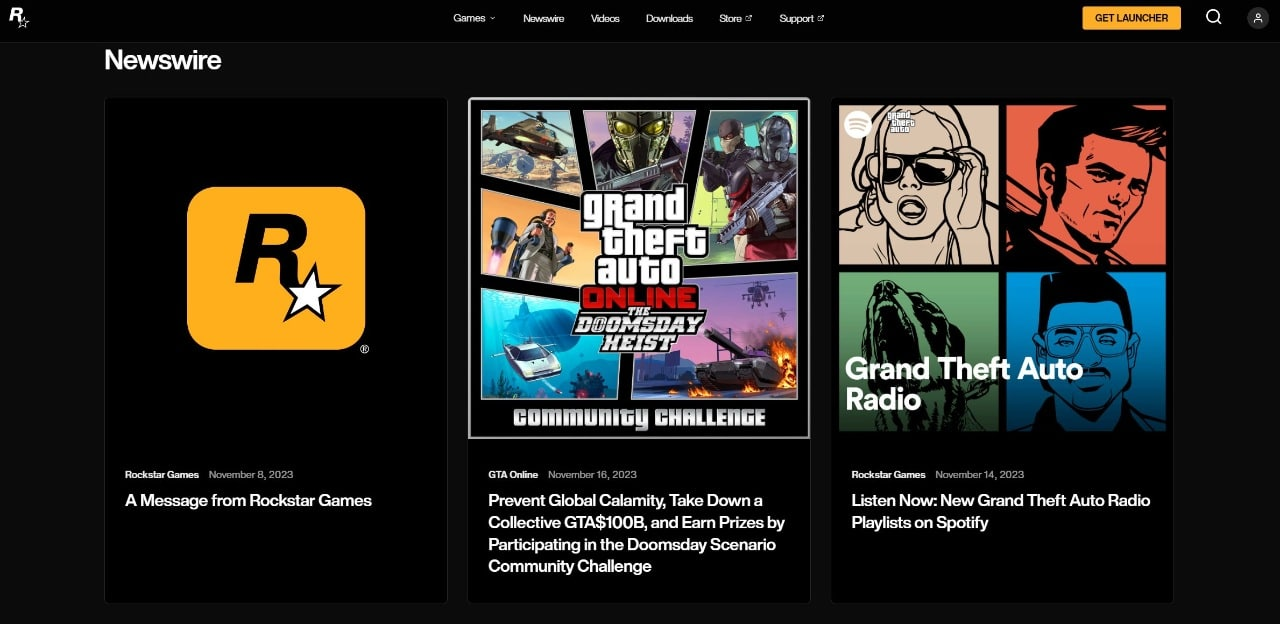 R
Games
Newswire
Videos
Downloads
Store
Support
GET LAUNCHER
Newswire
R
®
grand
theft
auto
ONLINE
THE
DOOMSDAY
HEIST
COMMUNITY CHALLENGE
grand
theft
auto
Grand Theft Auto
Radio
Rockstar Games November 8, 2023
A Message from Rockstar Games
GTA Online November 16, 2023
Prevent Global Calamity, Take Down a
Collective GTA$100B, and Earn Prizes by
Participating in the Doomsday Scenario
Community Challenge
Rockstar Games November 14, 2023
Listen Now: New Grand Theft Auto Radio
Playlists on Spotify